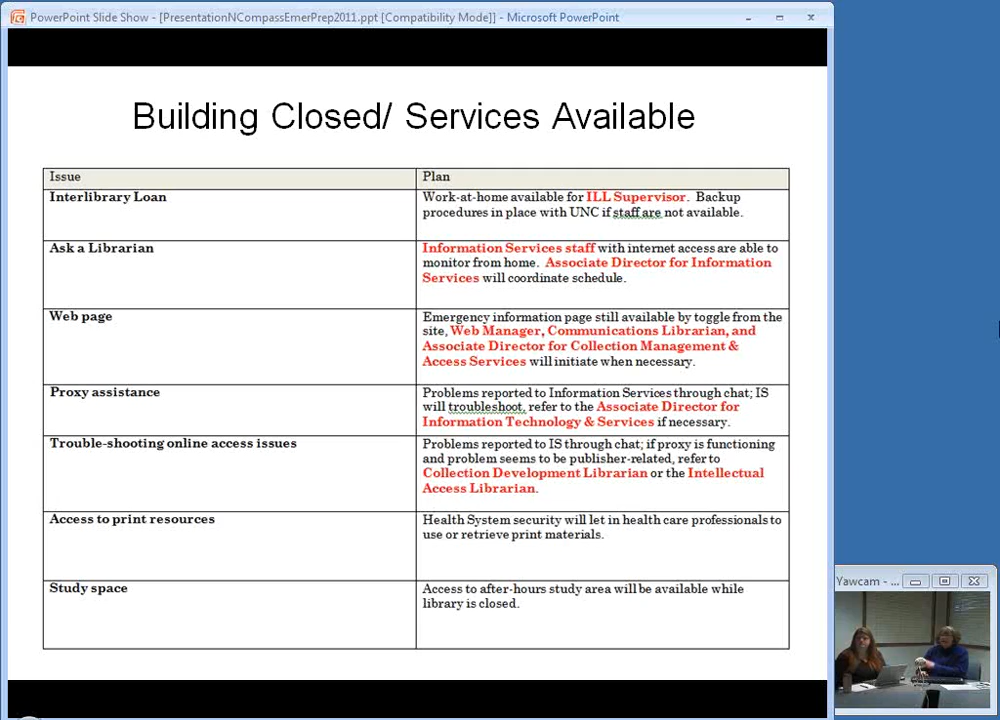 PowerPoint Slide Show - [PresentationNCompassEmerPrep2011.ppt [Compatibility Mode]] - Microsoft PowerPoint
Building Closed/ Services Available
Issue
Plan
Interlibrary Loan
Work-at-home available for ILL Supervisor. Backup
procedures in place with UNC if staff are not available.
Ask a Librarian
Information Services staff with internet access are able to
monitor from home. Associate Director for Information
Services will coordinate schedule.
Web page
Emergency information page still available by toggle from the
site, Web Manager, Communications Librarian, and
Associate Director for Collection Management &
Access Services will initiate when necessary.
Proxy assistance
Problems reported to Information Services through chat; IS
will troubleshoot, refer to the Associate Director for
Information Technology & Services if necessary.
Trouble-shooting online access issues
Problems reported to IS through chat; if proxy is functioning
and problem seems to be publisher-related, refer to
Collection Development Librarian or the Intellectual
Access Librarian.
Access to print resources
Health System security will let in health care professionals to
use or retrieve print materials.
Study space
Access to after-hours study area will be available while
library is closed.
Yawcam - ...